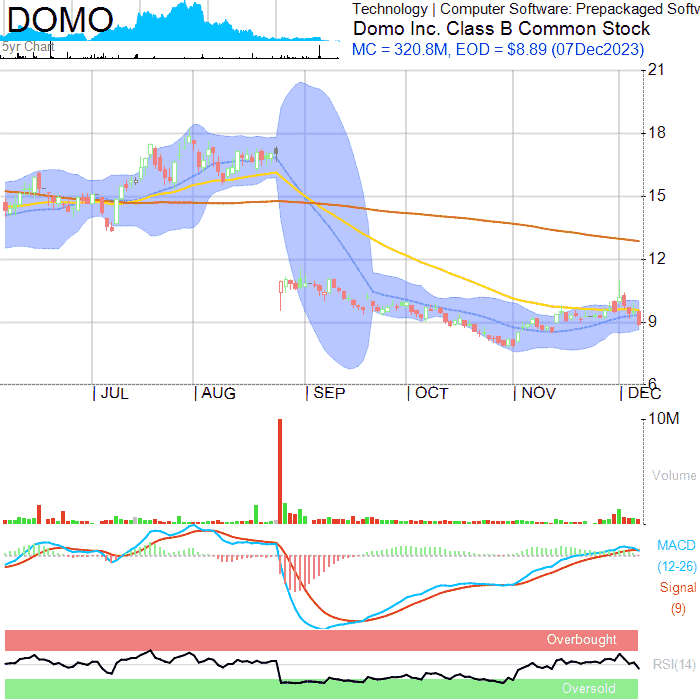 DOMO
5yr Chart
Technology | Computer Software: Prepackaged Softw
Domo Inc. Class B Common Stock
MC = 320.8M, EOD = $8.89 (07Dec2023)
21
18
15
12
9
6
| JUL | AUG | SEP | OCT | NOV | DEC
10M
Volume
MACD
(12-26)
Signal
(9)
Overbought
RSI(14)
Oversold